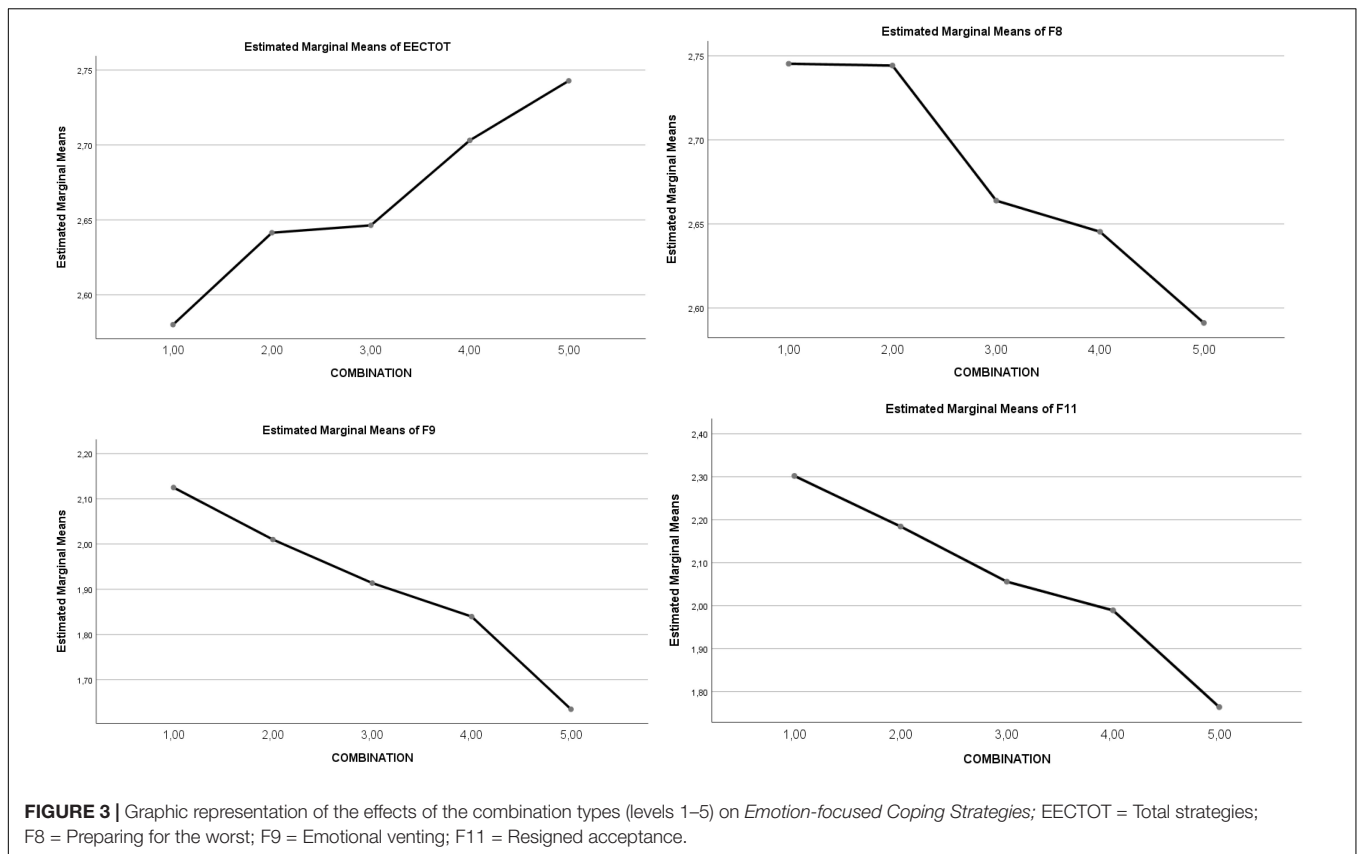 Estimated Marginal Means of EECTOT
Estimated Marginal Means
2,75
2,70
2,65
2,60
1,00 2,00 3,00 4,00 5,00
COMBINATION
Estimated Marginal Means of F8
Estimated Marginal Means
2,75
2,70
2,65
2,60
1,00 2,00 3,00 4,00 5,00
COMBINATION
Estimated Marginal Means of F9
Estimated Marginal Means
2,20
2,10
2,00
1,90
1,80
1,70
1,00 2,00 3,00 4,00 5,00
COMBINATION
Estimated Marginal Means of F11
Estimated Marginal Means
2,40
2,30
2,20
2,10
2,00
1,90
1,80
1,00 2,00 3,00 4,00 5,00
COMBINATION
FIGURE 3 | Graphic representation of the effects of the combination types (levels 1–5) on Emotion-focused Coping Strategies; EECTOT = Total strategies;
F8 = Preparing for the worst; F9 = Emotional venting; F11 = Resigned acceptance.